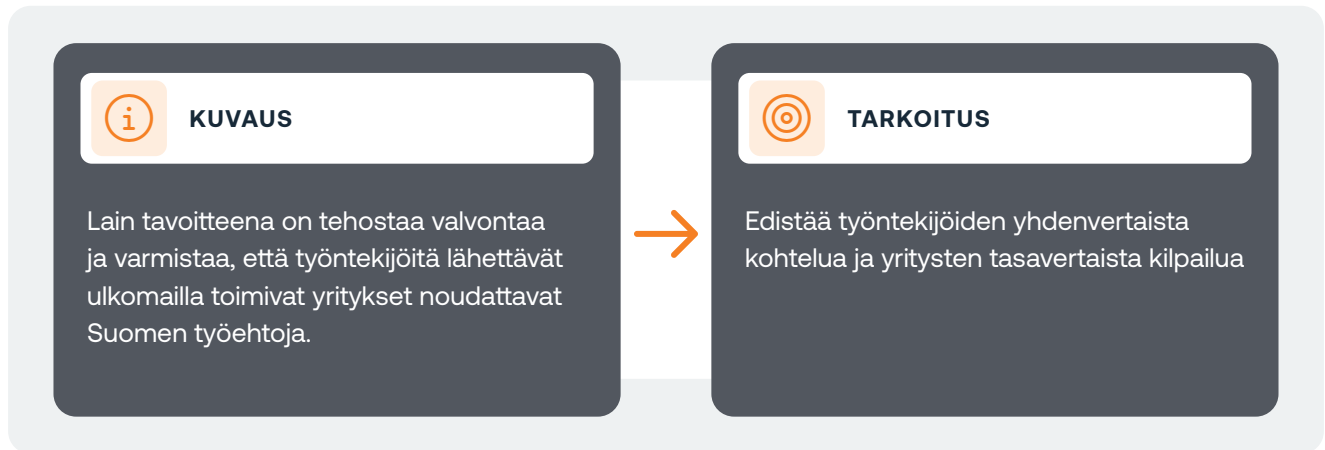 KUVAUS
Lain tavoitteena on tehostaa valvontaa
ja varmistaa, että työntekijöitä lähettävät
ulkomailla toimivat yritykset noudattavat
Suomen työehtoja.
TARKOITUS
Edistää työntekijöiden yhdenvertaista
kohtelua ja yritysten tasavertaista kilpailua